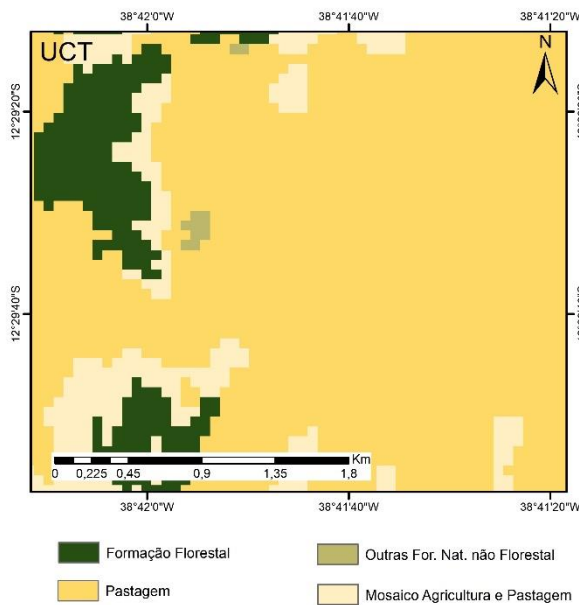 38°42'0"W 38°41'40"W 38°41'20"W
UCT
N
12°29'20"S
12°29'40"S
Km
0 0,225 0,45 0,9 1,35 1,8
38°42'0"W 38°41'40"W 38°41'20"W
Formação Florestal
Outras For. Nat. não Florestal
Pastagem
Mosaico Agricultura e Pastagem